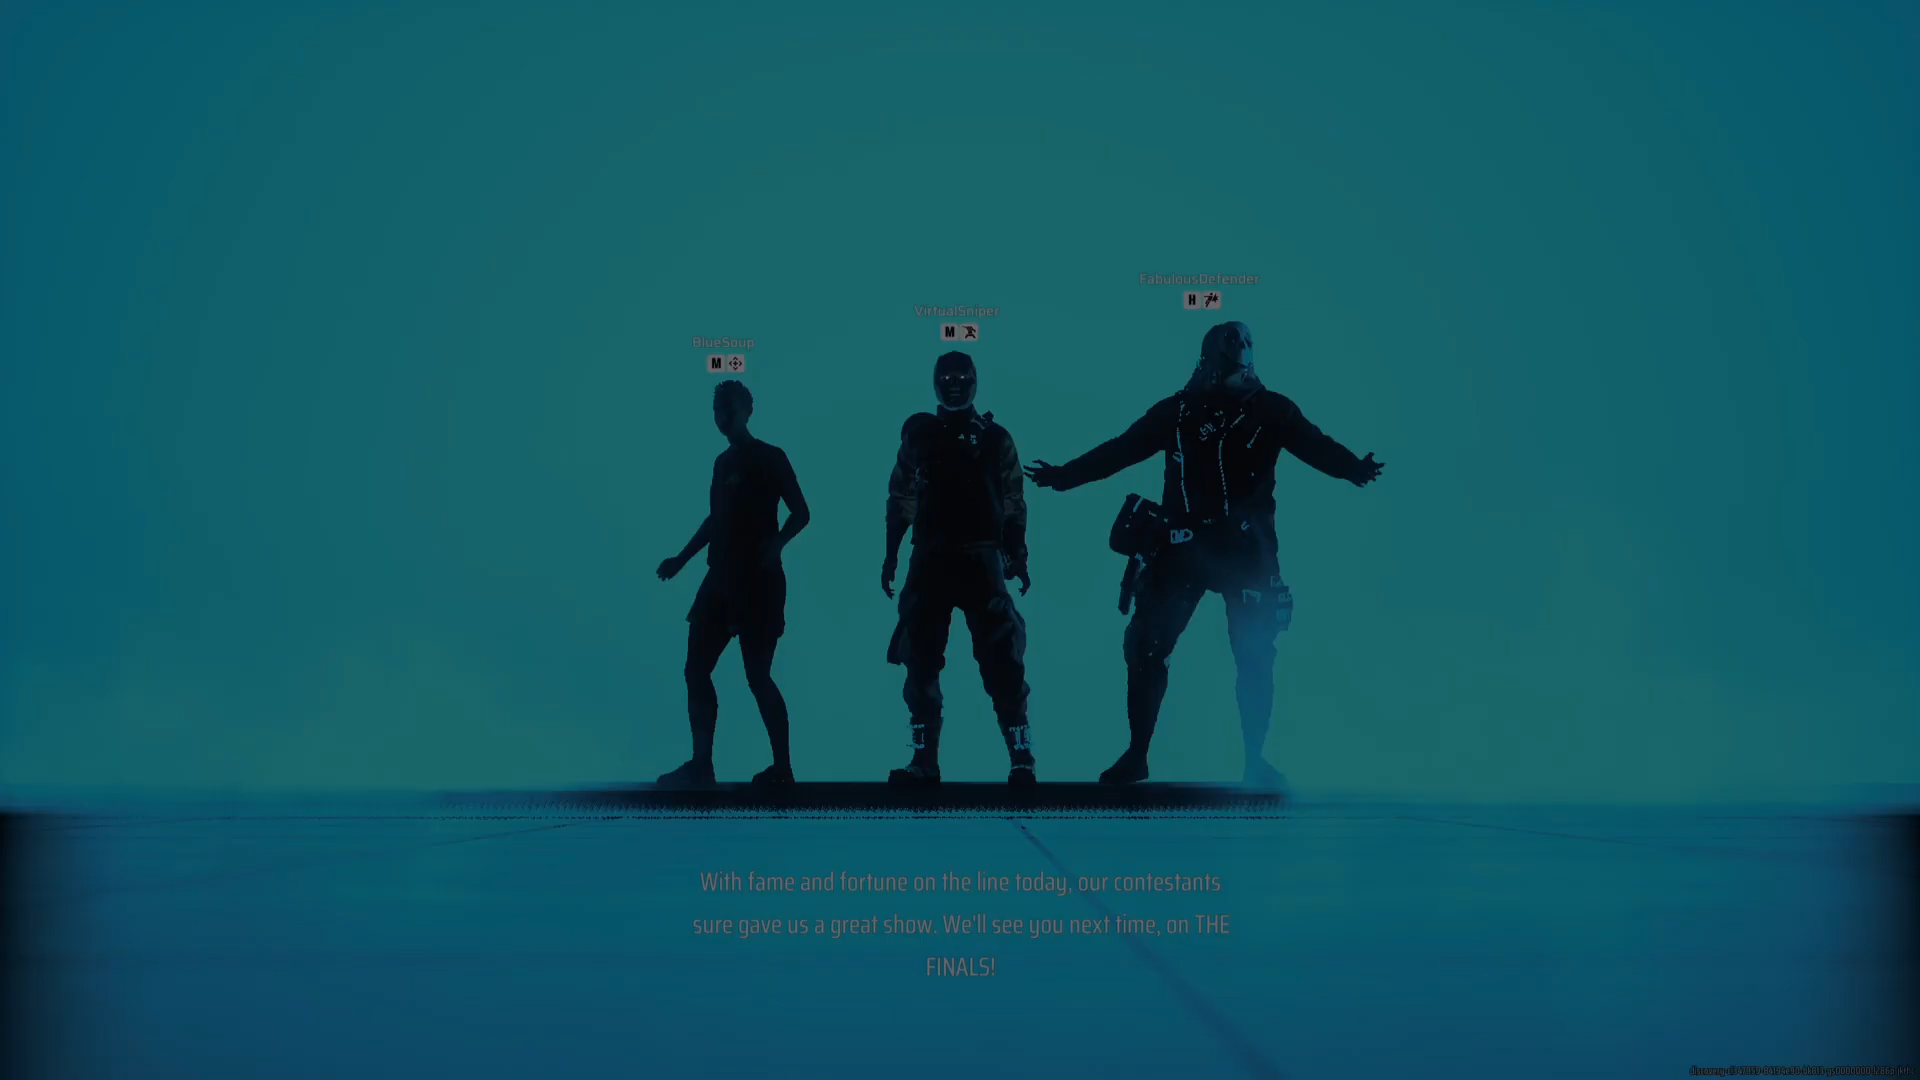 FabulousDefender
H
VirtualSniper
M
BlueSoup
M
With fame and fortune on the line today, our contestants
sure gave us a great show. We'll see you next time, on THE
FINALS!